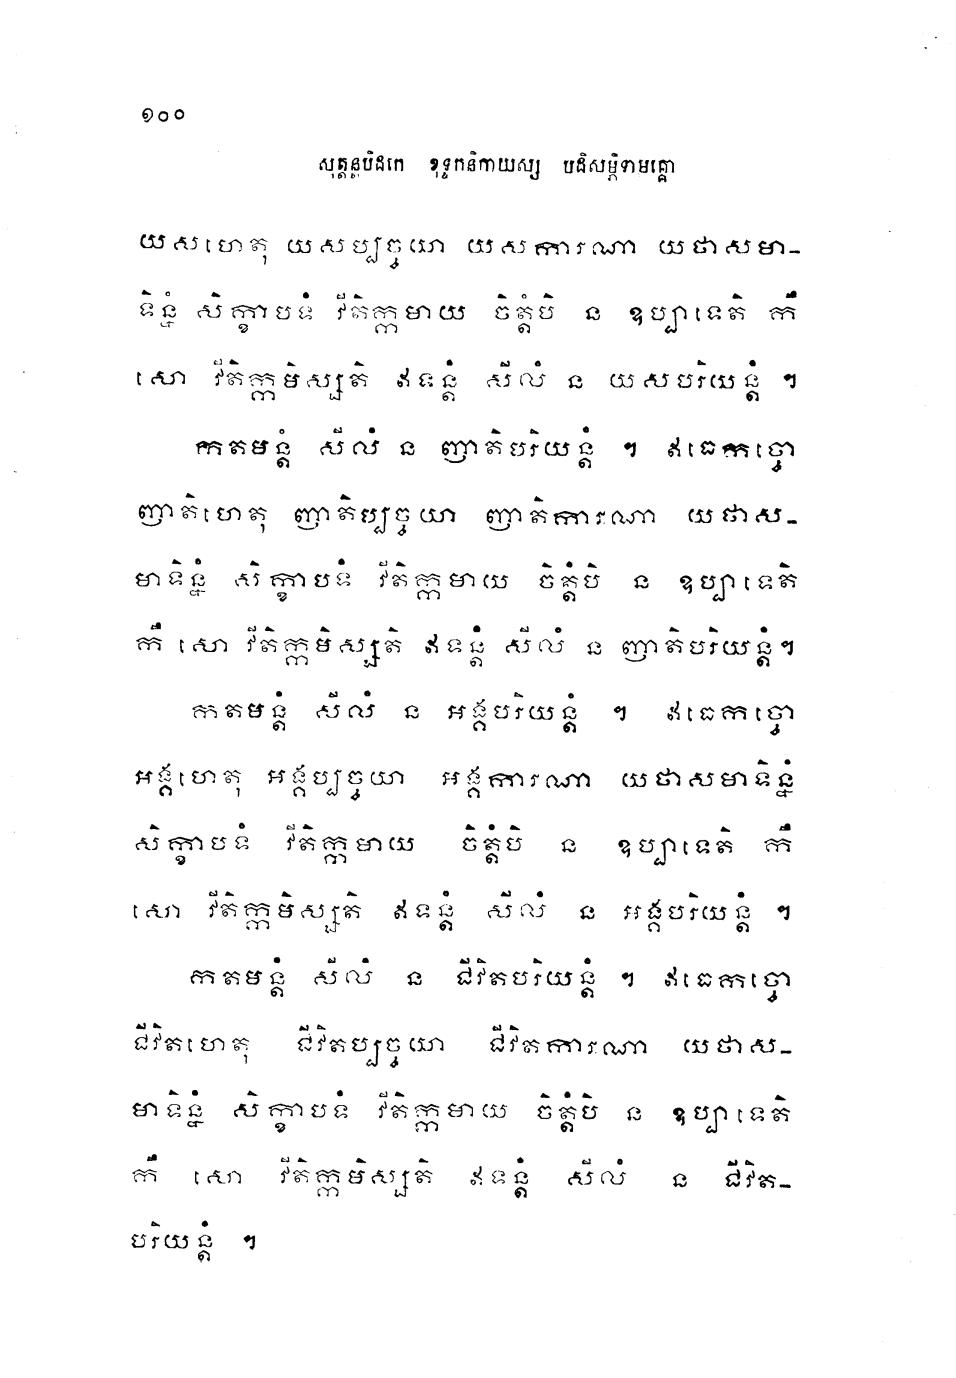 ១០០
សុត្តន្តបិដកេ ខុទ្ទកនិកាយស្ស បដិសម្ភិទាមគ្គោ
យសហេតុ យសប្បច្ចយា យសការណា យថាសមា-
ទិន្នំ សិក្ខាបទំ វីតិក្កមាយ ចិត្តំបិ ន ឧប្បាទេតិ កឹ
សោ វីតិក្កមិស្សតិ ឥទន្តំ សីលំ ន យសបរិយន្តំ ។
កតមន្តំ សីលំ ន ញាតិបរិយន្តំ ។ ឥធេកច្ចោ
ញាតិហេតុ ញាតិប្បច្ចយា ញាតិការណា យថាស-
មាទិន្នំ សិក្ខាបទំ វីតិក្កមាយ ចិត្តំបិ ន ឧប្បាទេតិ
កឹ សោ វីតិក្កមិស្សតិ ឥទន្តំ សីលំ ន ញាតិបរិយន្តំ។
កតមន្តំ សីលំ ន អង្គបរិយន្តំ ។ ឥធេកច្ចោ
អង្គហេតុ អង្គប្បច្ចយា អង្គការណា យថាសមាទិន្នំ
សិក្ខាបទំ វីតិក្កមាយ ចិត្តំបិ ន ឧប្បាទេតិ កឹ
សោ វីតិក្កមិស្សតិ ឥទន្តំ សីលំ ន អង្គបរិយន្តំ ។
កតមន្តំ សីលំ ន ជីវិតបរិយន្តំ ។ ឥធេកច្ចោ
ជីវិតហេតុ ជីវិតប្បច្ចយា ជីវិតការណា យថាស-
មាទិន្នំ សិក្ខាបទំ វីតិក្កមាយ ចិត្តំបិ ន ឧប្បាទេតិ
កឹ សោ វីតិក្កមិស្សតិ ឥទន្តំ សីលំ ន ជីវិត-
បរិយន្តំ ។